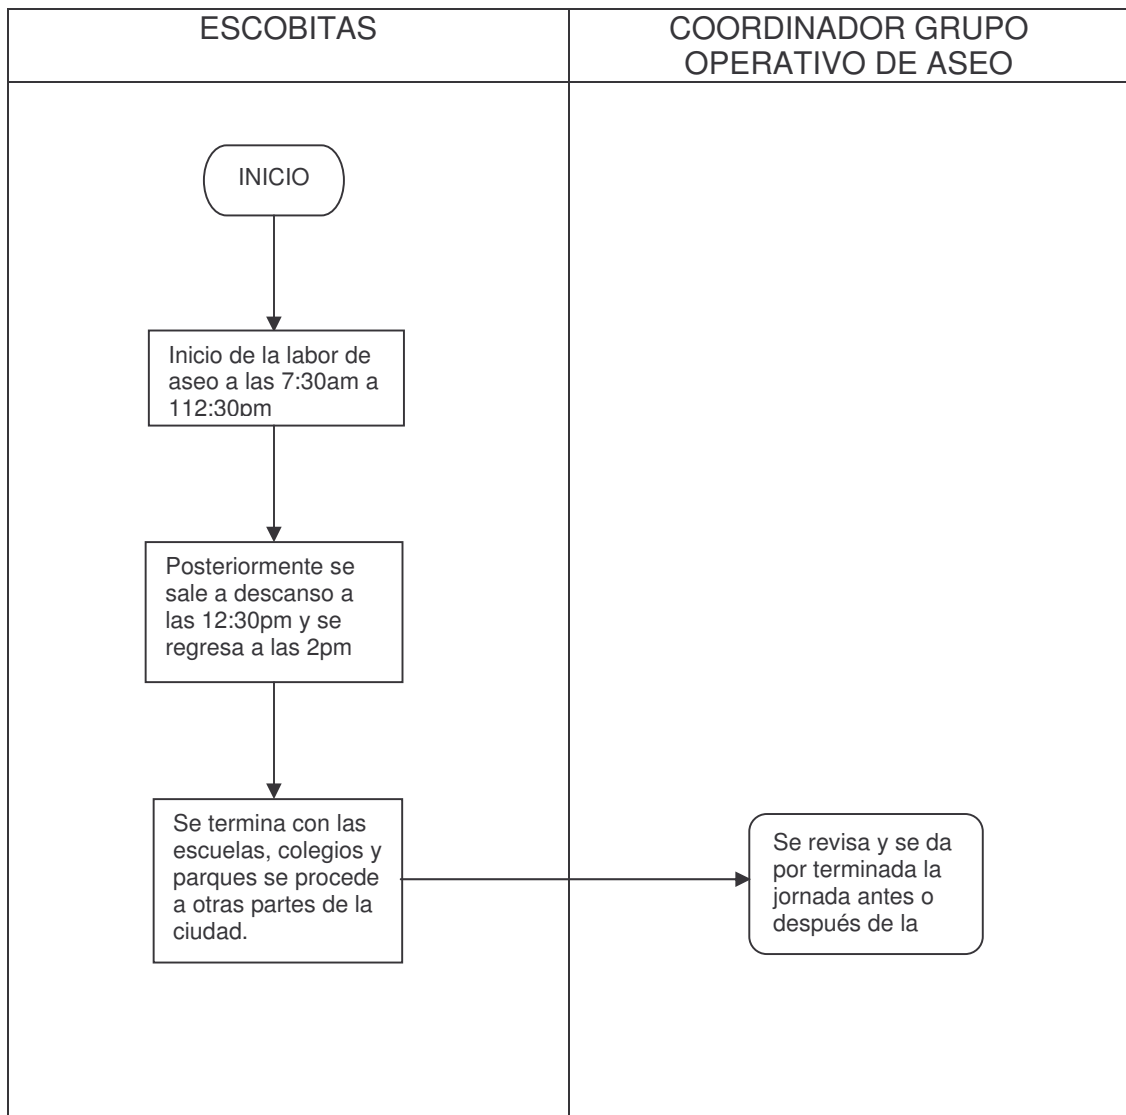 ESCOBITAS
COORDINADOR GRUPO
OPERATIVO DE ASEO
INICIO
Inicio de la labor de
aseo a las 7:30am a
112:30pm
Posteriormente se
sale a descanso a
las 12:30pm y se
regresa a las 2pm
Se termina con las
escuelas, colegios y
parques se procede
a otras partes de la
ciudad.
Se revisa y se da
por terminada la
jornada antes o
después de la